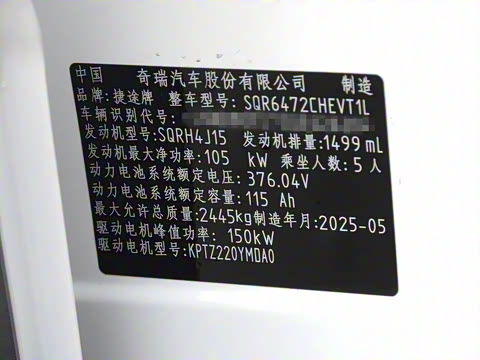 中国 奇瑞汽车股份有限公司 制造
品牌:捷途牌 整车型号:SQR6472CHEVT1L
车辆识别代号:
发动机型号:SQRH4J15 发动机排量:1499 mL
发动机最大净功率:105 kW 乘坐人数:5 人
动力电池系统额定电压:376.04V
动力电池系统额定容量:115 Ah
最大允许总质量:2445kg制造年月:2025-05
驱动电机峰值功率: 150kW
驱动电机型号:KPTZ220YMDA0